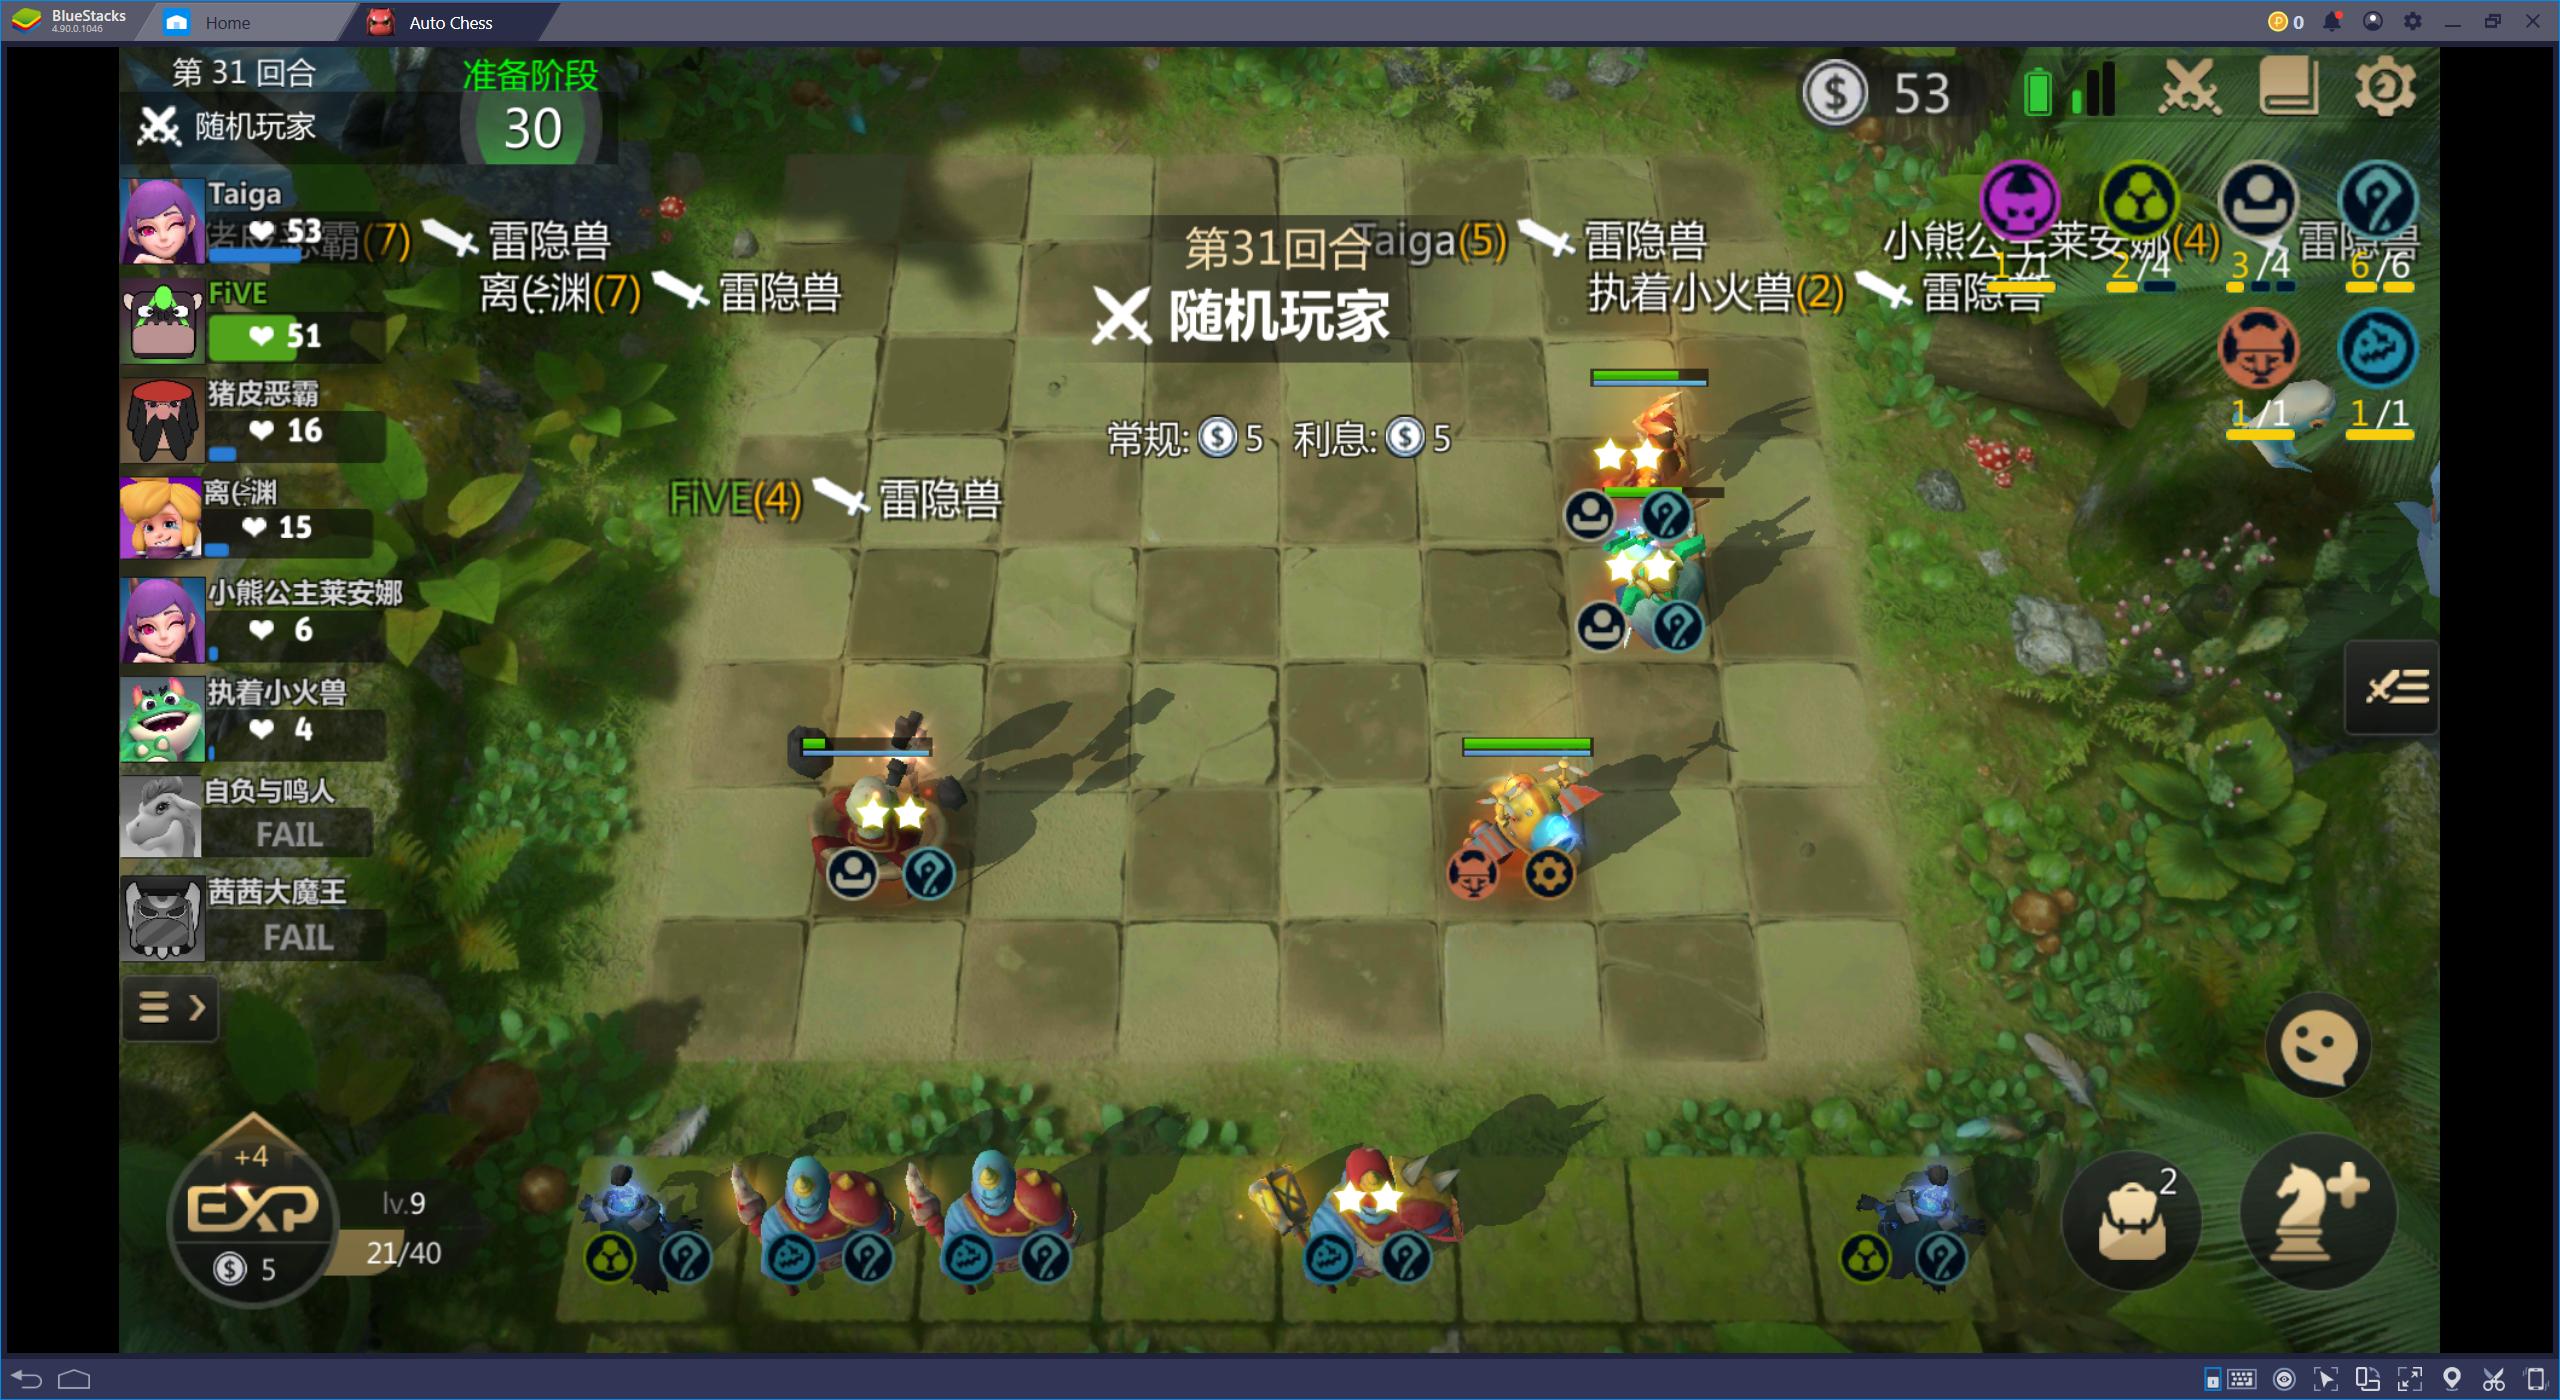 BlueStacks
4.90.0.1046
Home
Auto Chess
0
第 31 回合
准备阶段
随机玩家
30
53
Taiga
53
猪皮恶霸(7) 雷隐兽
离 渊(7) 雷隐兽
FiVE
51
猪皮恶霸
16
离 渊
15
小熊公主莱安娜
6
执着小火兽
4
自负与鸣人
FAIL
茜茜大魔王
FAIL
第31回合
随机玩家
Taiga(5) 雷隐兽
执着小火兽(2) 雷隐兽
小熊公主莱安娜(4) 雷隐兽
1/1
2/4
3/4
6/6
1/1
1/1
常规: 5 利息: 5
FiVE(4) 雷隐兽
+4
EXP
5
lv.9
21/40
2